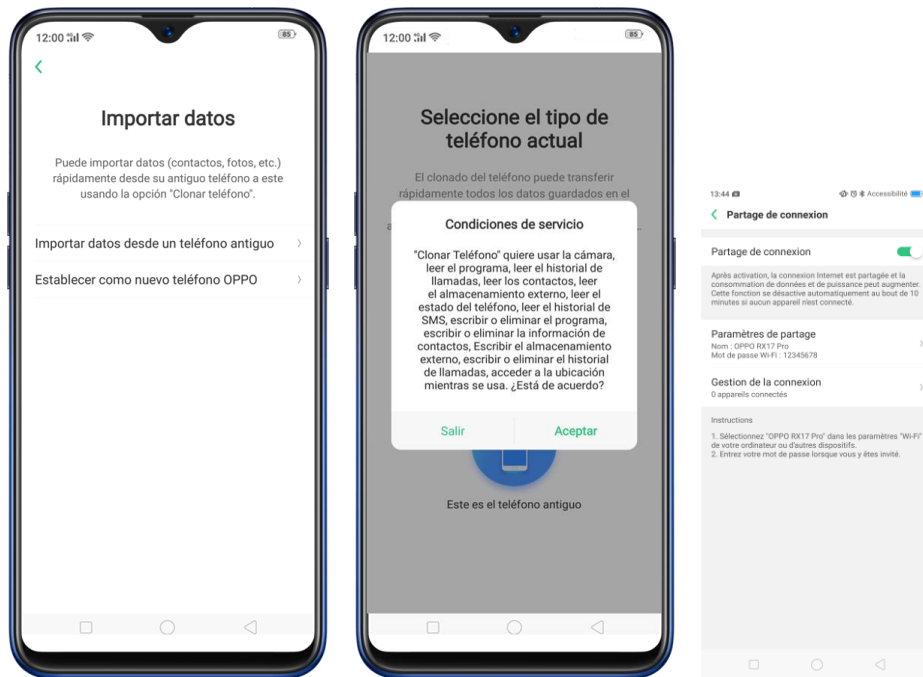 12:00
85
Importar datos
Puede importar datos (contactos, fotos, etc.)
rápidamente desde su antiguo teléfono a este
usando la opción "Clonar teléfono".
Importar datos desde un teléfono antiguo
Establecer como nuevo teléfono OPPO
12:00
85
Seleccione el tipo de
teléfono actual
El clonado del teléfono puede transferir
rápidamente todos los datos guardados en el
Condiciones de servicio
"Clonar Teléfono" quiere usar la cámara,
leer el programa, leer el historial de
llamadas, leer los contactos, leer
el almacenamiento externo, leer el
estado del teléfono, leer el historial de
SMS, escribir o eliminar el programa,
escribir o eliminar la información de
contactos, Escribir el almacenamiento
externo, escribir o eliminar el historial
de llamadas, acceder a la ubicación
mientras se usa. ¿Está de acuerdo?
Salir Aceptar
Este es el teléfono antiguo
13:44 Accessibilité
Partage de connexion
Partage de connexion
Après activation, la connexion Internet est partagée et la
consommation de données et de puissance peut augmenter.
Cette fonction se désactive automatiquement au bout de 10
minutes si aucun appareil n'est connecté.
Paramètres de partage
Nom : OPPO RX17 Pro
Mot de passe Wi-Fi : 12345678
Gestion de la connexion
0 appareils connectés
Instructions
1. Sélectionnez "OPPO RX17 Pro" dans les paramètres "Wi-Fi"
de votre ordinateur ou d'autres dispositifs.
2. Entrez votre mot de passe lorsque vous y êtes invité.